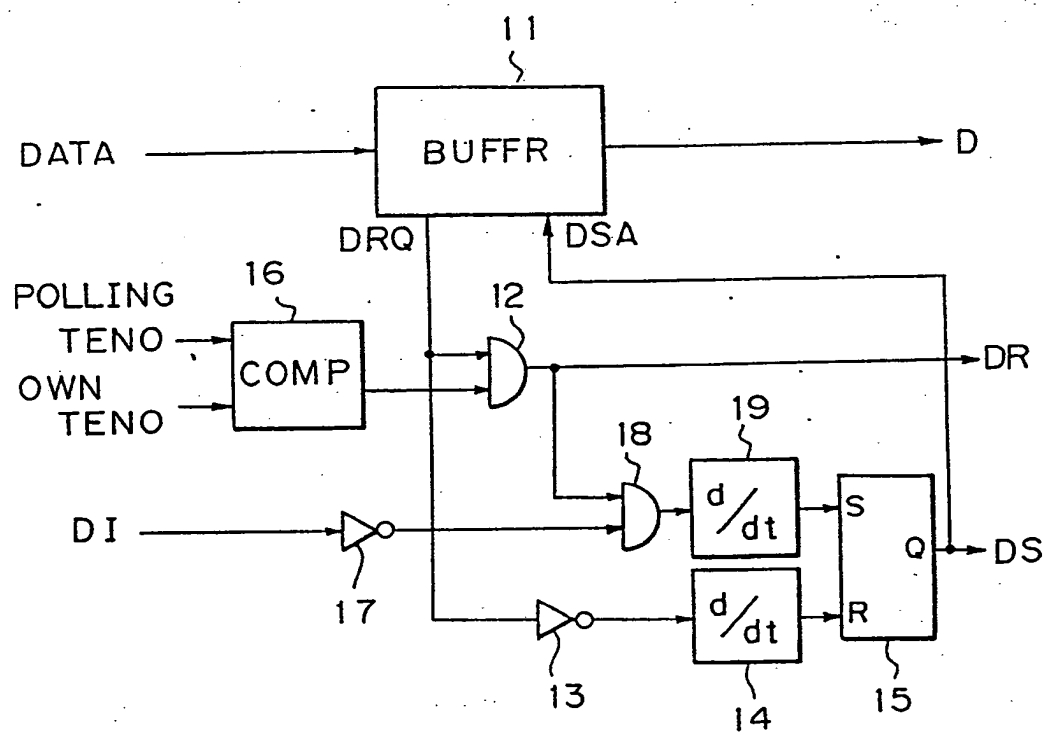 11
DATA
BUFFR
D
DRQ
DSA
16
POLLING
TENO
12
COMP
DR
OWN
TENO
18
19
d/dt
S
DI
Q
DS
17
d/dt
R
13
14
15